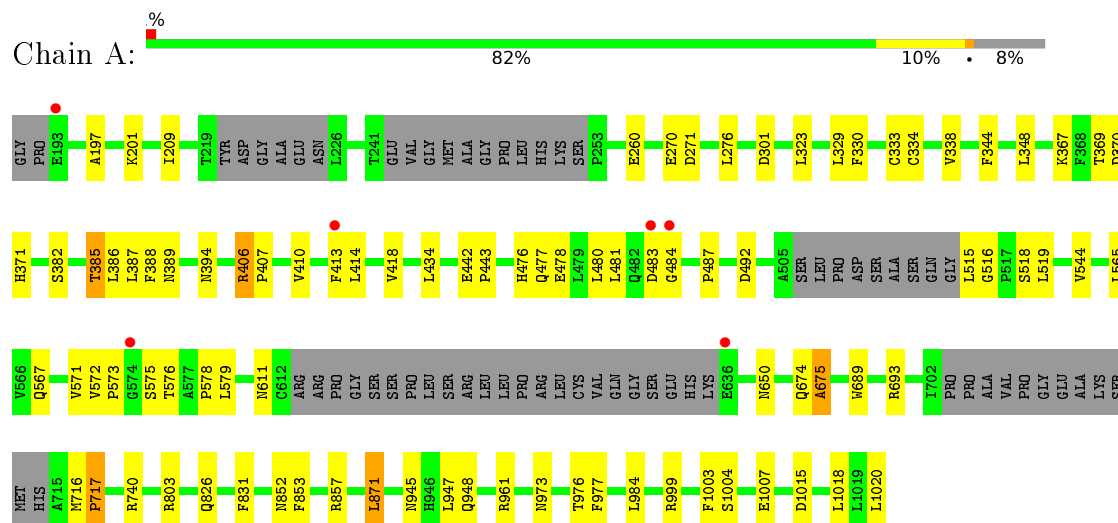 .%
Chain A:
82% 10% • 8%
GLY PRO E193 A197 K201 I209 T219 TYR ASP GLY ALA GLU ASN L226 T241 GLU VAL GLY MET ALA GLY PRO LEU HIS LYS SER P253 E260 E270 D271 L276 D301 L323 L329 F330 C333 C334 V338 F344 L348 K367 F368 T369 D370
H371 S382 T385 L386 L387 F388 N389 N394 R406 P407 V410 F413 L414 V418 L434 E442 P443 H476 Q477 E478 L479 L480 L481 Q482 D483 G484 P487 D492 A505 SER LEU PRO ASP SER ALA SER GLN GLY L515 G516 P517 S518 L519 V544 L565
V566 Q567 V571 V572 P573 G574 S575 T576 A577 P578 L579 N611 C612 ARG ARG PRO GLY SER SER PRO LEU SER ARG LEU LEU PRO ARG LEU CYS VAL GLN GLY SER GLU HIS LYS E636 N650 Q674 A675 W689 R693 I702 PRO PRO ALA VAL PRO GLY GLU ALA LYS SER
MET HIS A715 M716 P717 R740 R803 Q826 F831 N852 F853 R857 L871 N945 H946 L947 Q948 R961 N973 T976 F977 L984 R999 F1003 S1004 E1007 D1015 L1018 L1019 L1020